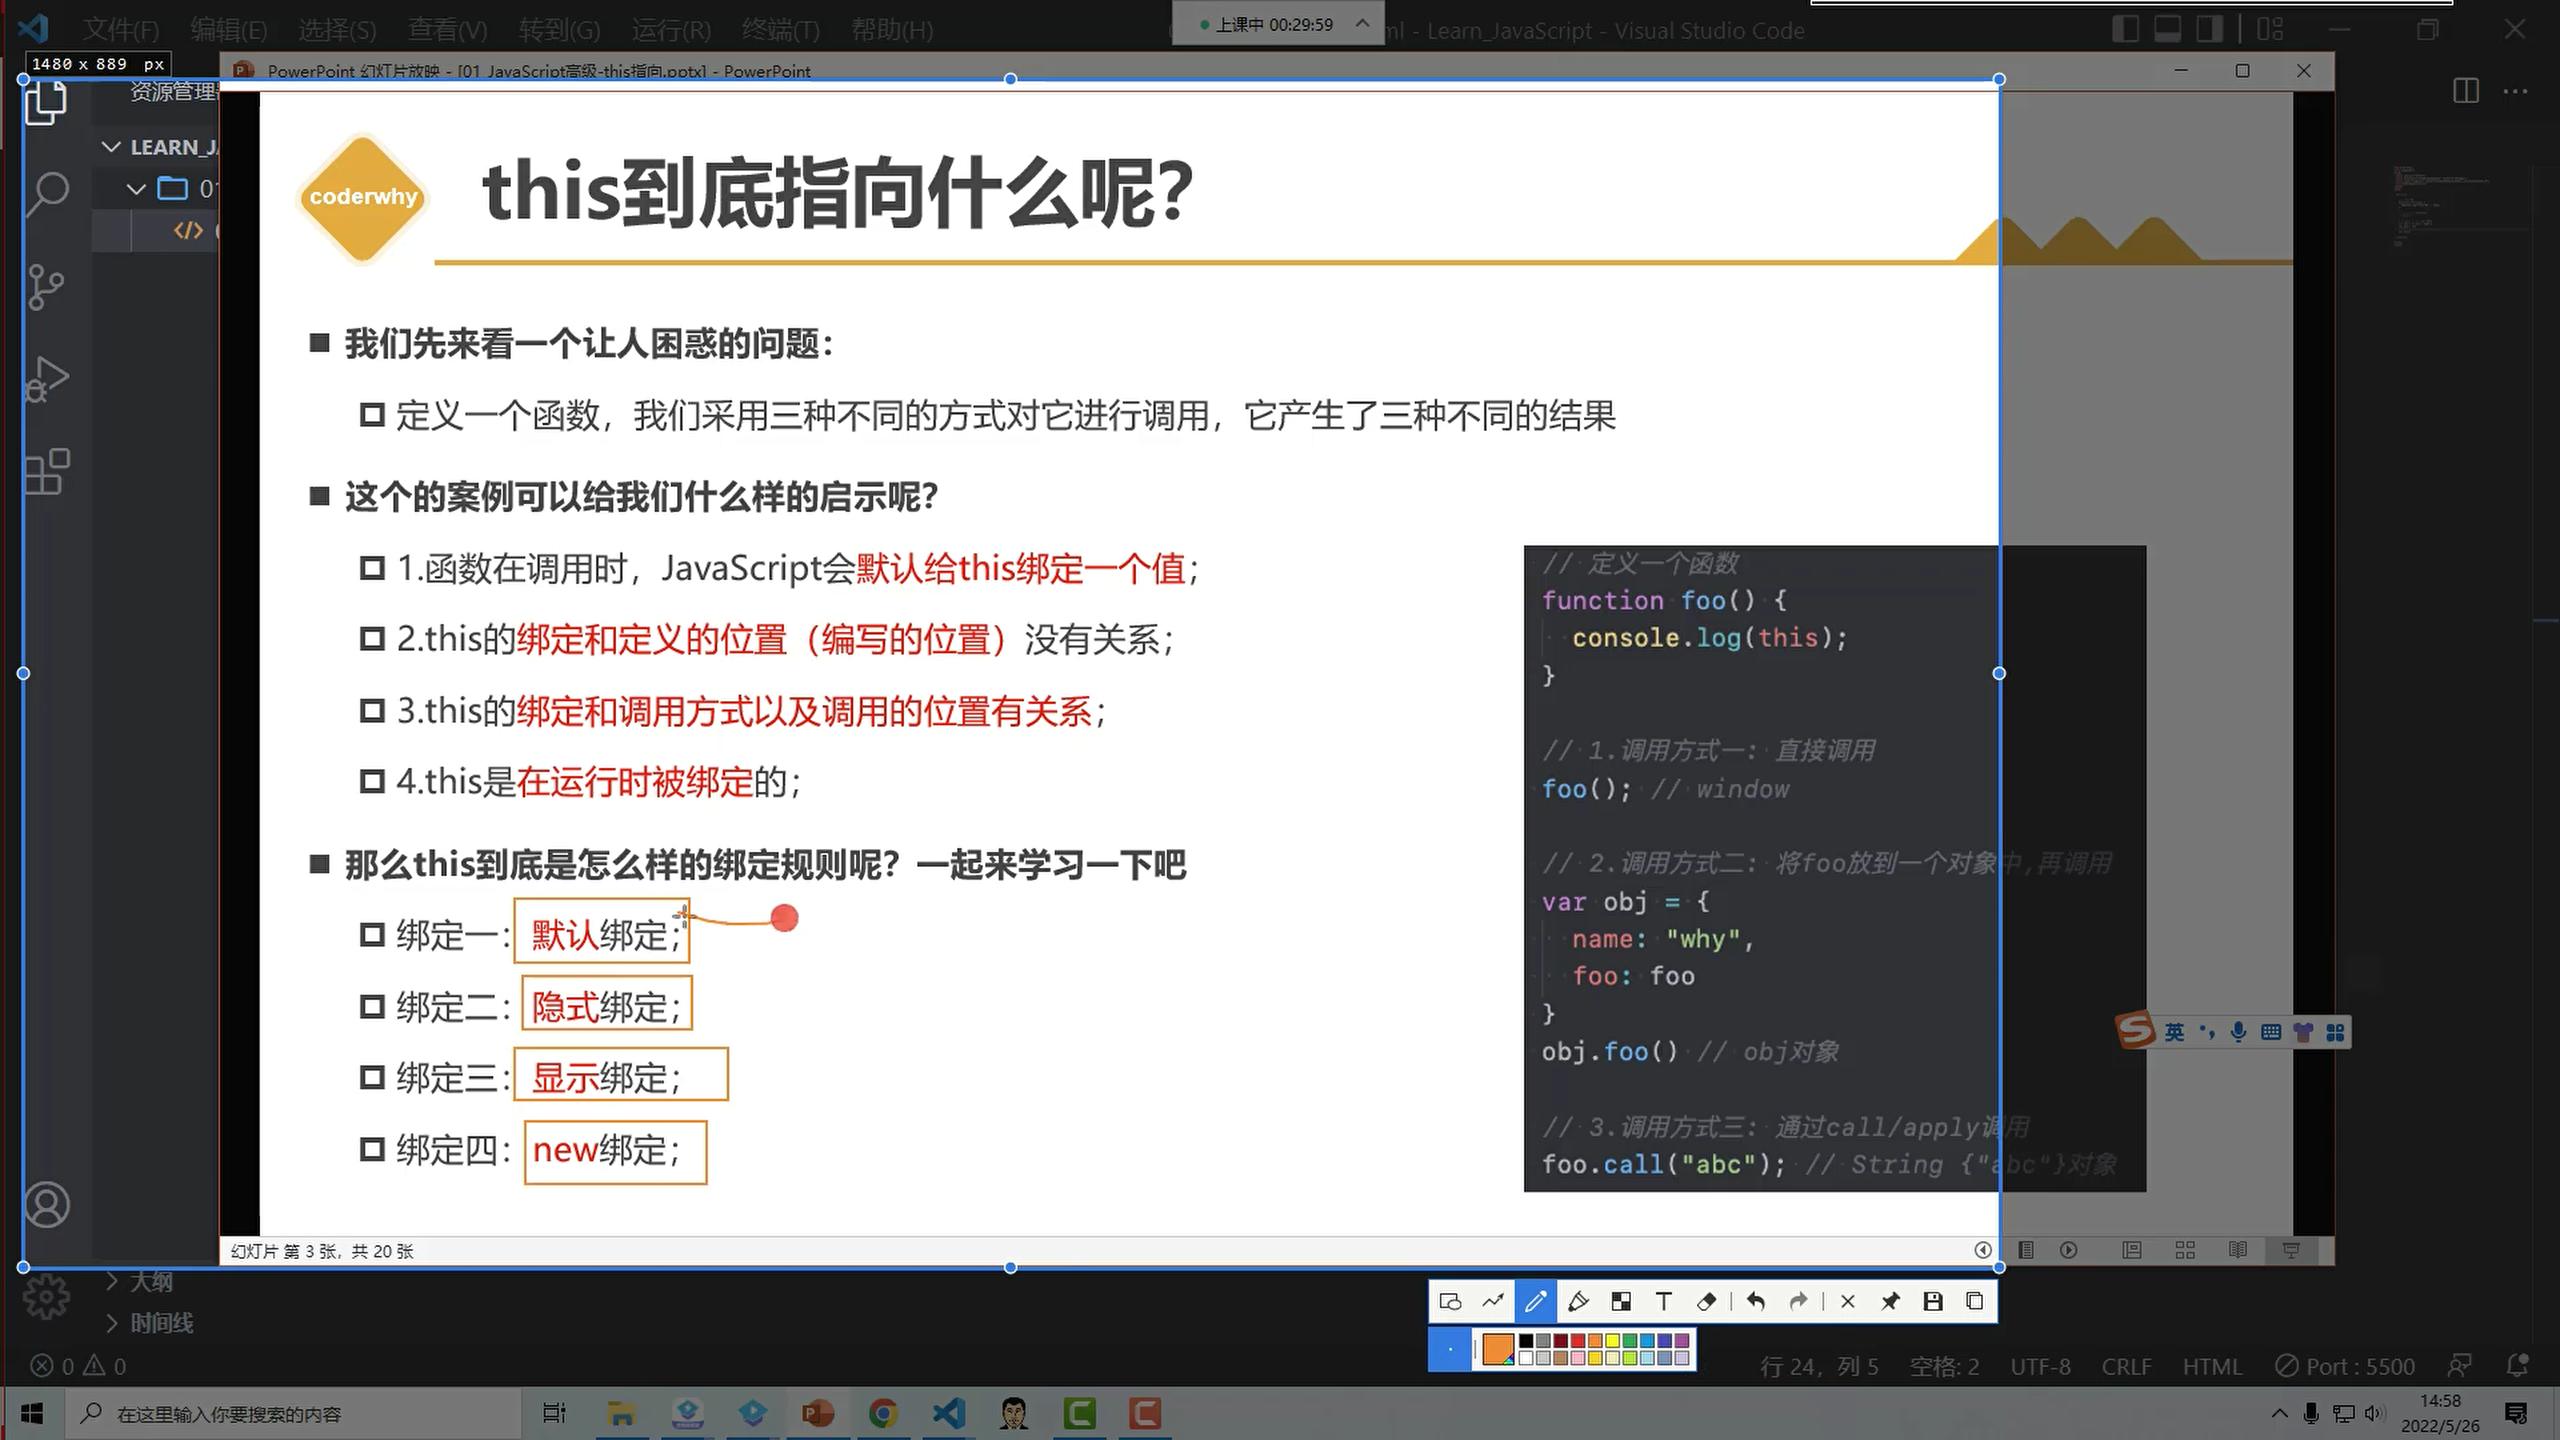 文件(F) 编辑(E) 选择(S) 查看(V) 转到(G) 运行(R) 终端(T) 帮助(H)
上课中 00:29:59
ml - Learn_JavaScript - Visual Studio Code
1480 x 889 px
PowerPoint 幻灯片放映 - [01_JavaScript高级-this指向.pptx] - PowerPoint
资源管理
LEARN_JA
01
coderwhy
this到底指向什么呢？
我们先来看一个让人困惑的问题：
定义一个函数，我们采用三种不同的方式对它进行调用，它产生了三种不同的结果
这个的案例可以给我们什么样的启示呢？
1.函数在调用时，JavaScript会默认给this绑定一个值；
2.this的绑定和定义的位置（编写的位置）没有关系；
3.this的绑定和调用方式以及调用的位置有关系；
4.this是在运行时被绑定的；
那么this到底是怎么样的绑定规则呢？一起来学习一下吧
绑定一：默认绑定；
绑定二：隐式绑定；
绑定三：显示绑定；
绑定四：new绑定；
// 定义一个函数
function foo() {
console.log(this);
}
// 1.调用方式一: 直接调用
foo(); // window
// 2.调用方式二: 将foo放到一个对象中,再调用
var obj = {
name: "why",
foo: foo
}
obj.foo() // obj对象
// 3.调用方式三: 通过call/apply调用
foo.call("abc"); // String {"abc"}对象
英
幻灯片 第 3 张，共 20 张
大纲
时间线
T
0 0
行 24，列 5 空格: 2 UTF-8 CRLF HTML Port : 5500
在这里输入你要搜索的内容
14:58
2022/5/26